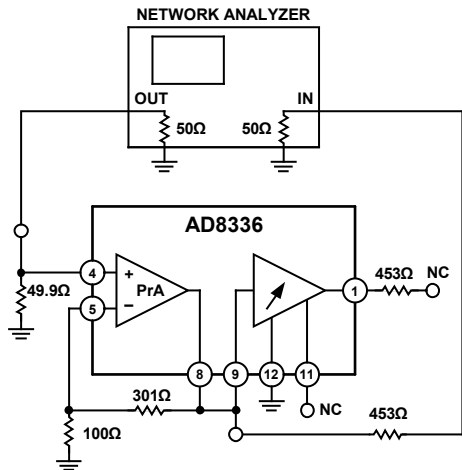 NETWORK ANALYZER
OUT
IN
50Ω
50Ω
AD8336
4
+
PrA
5
−
49.9Ω
1
453Ω
NC
8
9
12
11
301Ω
NC
100Ω
453Ω